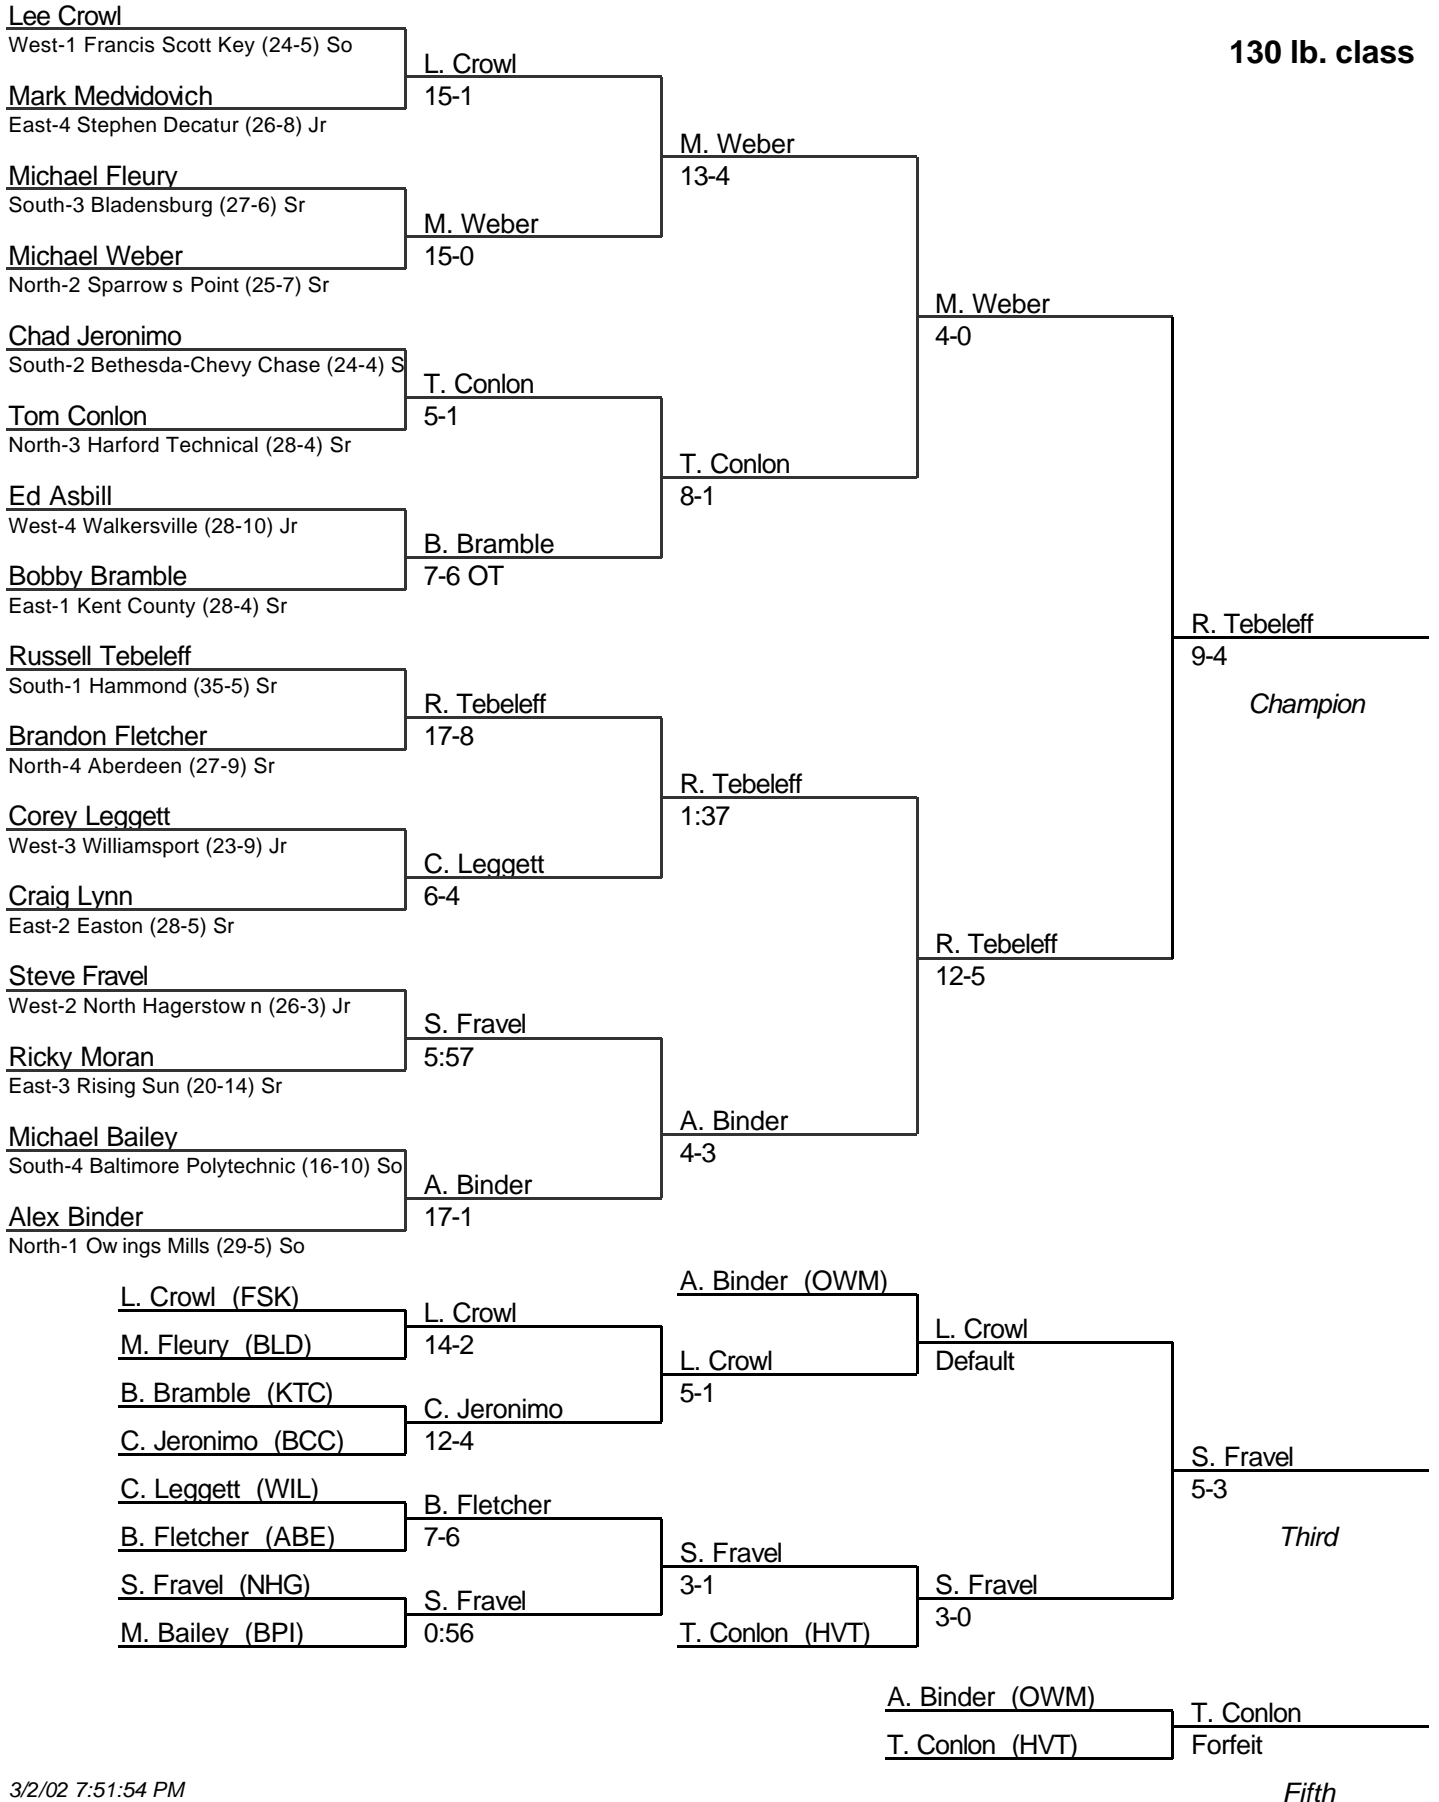 Lee Crowl
West-1 Francis Scott Key (24-5) So
130 lb. class
L. Crowl
15-1
Mark Medvidovich
East-4 Stephen Decatur (26-8) Jr
M. Weber
13-4
Michael Fleury
South-3 Bladensburg (27-6) Sr
M. Weber
15-0
Michael Weber
North-2 Sparrows Point (25-7) Sr
M. Weber
4-0
Chad Jeronimo
South-2 Bethesda-Chevy Chase (24-4) S
T. Conlon
5-1
Tom Conlon
North-3 Harford Technical (28-4) Sr
T. Conlon
8-1
Ed Asbill
West-4 Walkersville (28-10) Jr
B. Bramble
7-6 OT
Bobby Bramble
East-1 Kent County (28-4) Sr
R. Tebeleff
9-4
Champion
Russell Tebeleff
South-1 Hammond (35-5) Sr
R. Tebeleff
17-8
Brandon Fletcher
North-4 Aberdeen (27-9) Sr
R. Tebeleff
1:37
Corey Leggett
West-3 Williamsport (23-9) Jr
C. Leggett
6-4
Craig Lynn
East-2 Easton (28-5) Sr
R. Tebeleff
12-5
Steve Fravel
West-2 North Hagerstown (26-3) Jr
S. Fravel
5:57
Ricky Moran
East-3 Rising Sun (20-14) Sr
A. Binder
4-3
Michael Bailey
South-4 Baltimore Polytechnic (16-10) So
A. Binder
17-1
Alex Binder
North-1 Owings Mills (29-5) So
L. Crowl (FSK)
M. Fleury (BLD)
L. Crowl
14-2
A. Binder (OWM)
L. Crowl
5-1
L. Crowl
Default
B. Bramble (KTC)
C. Jeronimo (BCC)
C. Jeronimo
12-4
C. Leggett (WIL)
B. Fletcher (ABE)
B. Fletcher
7-6
S. Fravel
5-3
Third
S. Fravel (NHG)
M. Bailey (BPI)
S. Fravel
0:56
S. Fravel
3-1
T. Conlon (HVT)
S. Fravel
3-0
A. Binder (OWM)
T. Conlon (HVT)
T. Conlon
Forfeit
Fifth
3/2/02 7:51:54 PM